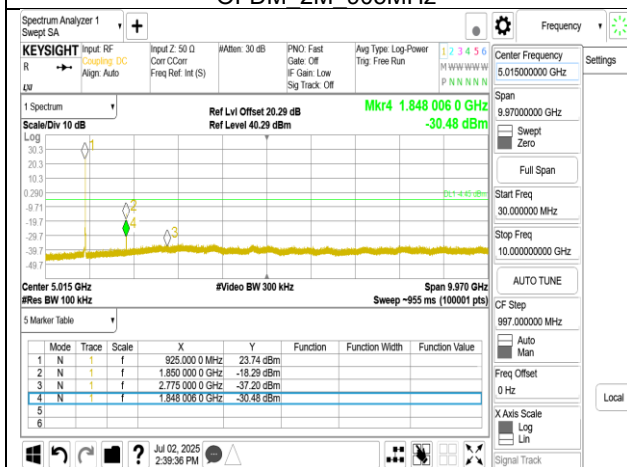 Spectrum Analyzer 1
Swept SA
+
Frequency
KEYSIGHT
R
LXI
Input: RF
Coupling: DC
Align: Auto
Input Z: 50 Ω
Corr CCorr
Freq Ref: Int (S)
#Atten: 30 dB
PNO: Fast
Gate: Off
IF Gain: Low
Sig Track: Off
Avg Type: Log-Power
Trig: Free Run
1 2 3 4 5 6
M W W W W W
P N N N N N
Center Frequency
5.015000000 GHz
Settings
Span
9.97000000 GHz
Swept
Zero
Full Span
Start Freq
30.000000 MHz
Stop Freq
10.000000000 GHz
AUTO TUNE
CF Step
997.000000 MHz
Auto
Man
Freq Offset
0 Hz
X Axis Scale
Log
Lin
Signal Track
Local
1 Spectrum
Scale/Div 10 dB
Log
Ref Lvl Offset 20.29 dB
Ref Level 40.29 dBm
Mkr4 1.848 006 0 GHz
-30.48 dBm
30.3
20.3
10.3
0.290
-9.71
-19.7
-29.7
-39.7
-49.7
1
2
4
3
Center 5.015 GHz
#Res BW 100 kHz
#Video BW 300 kHz
Span 9.970 GHz
Sweep ~955 ms (100001 pts)
5 Marker Table
Mode Trace Scale X Y Function Function Width Function Value
1 N 1 f 925.000 0 MHz 23.74 dBm
2 N 1 f 1.850 000 0 GHz -18.29 dBm
3 N 1 f 2.775 000 0 GHz -37.20 dBm
4 N 1 f 1.848 006 0 GHz -30.48 dBm
5
6
?
Jul 02, 2025
2:39:36 PM